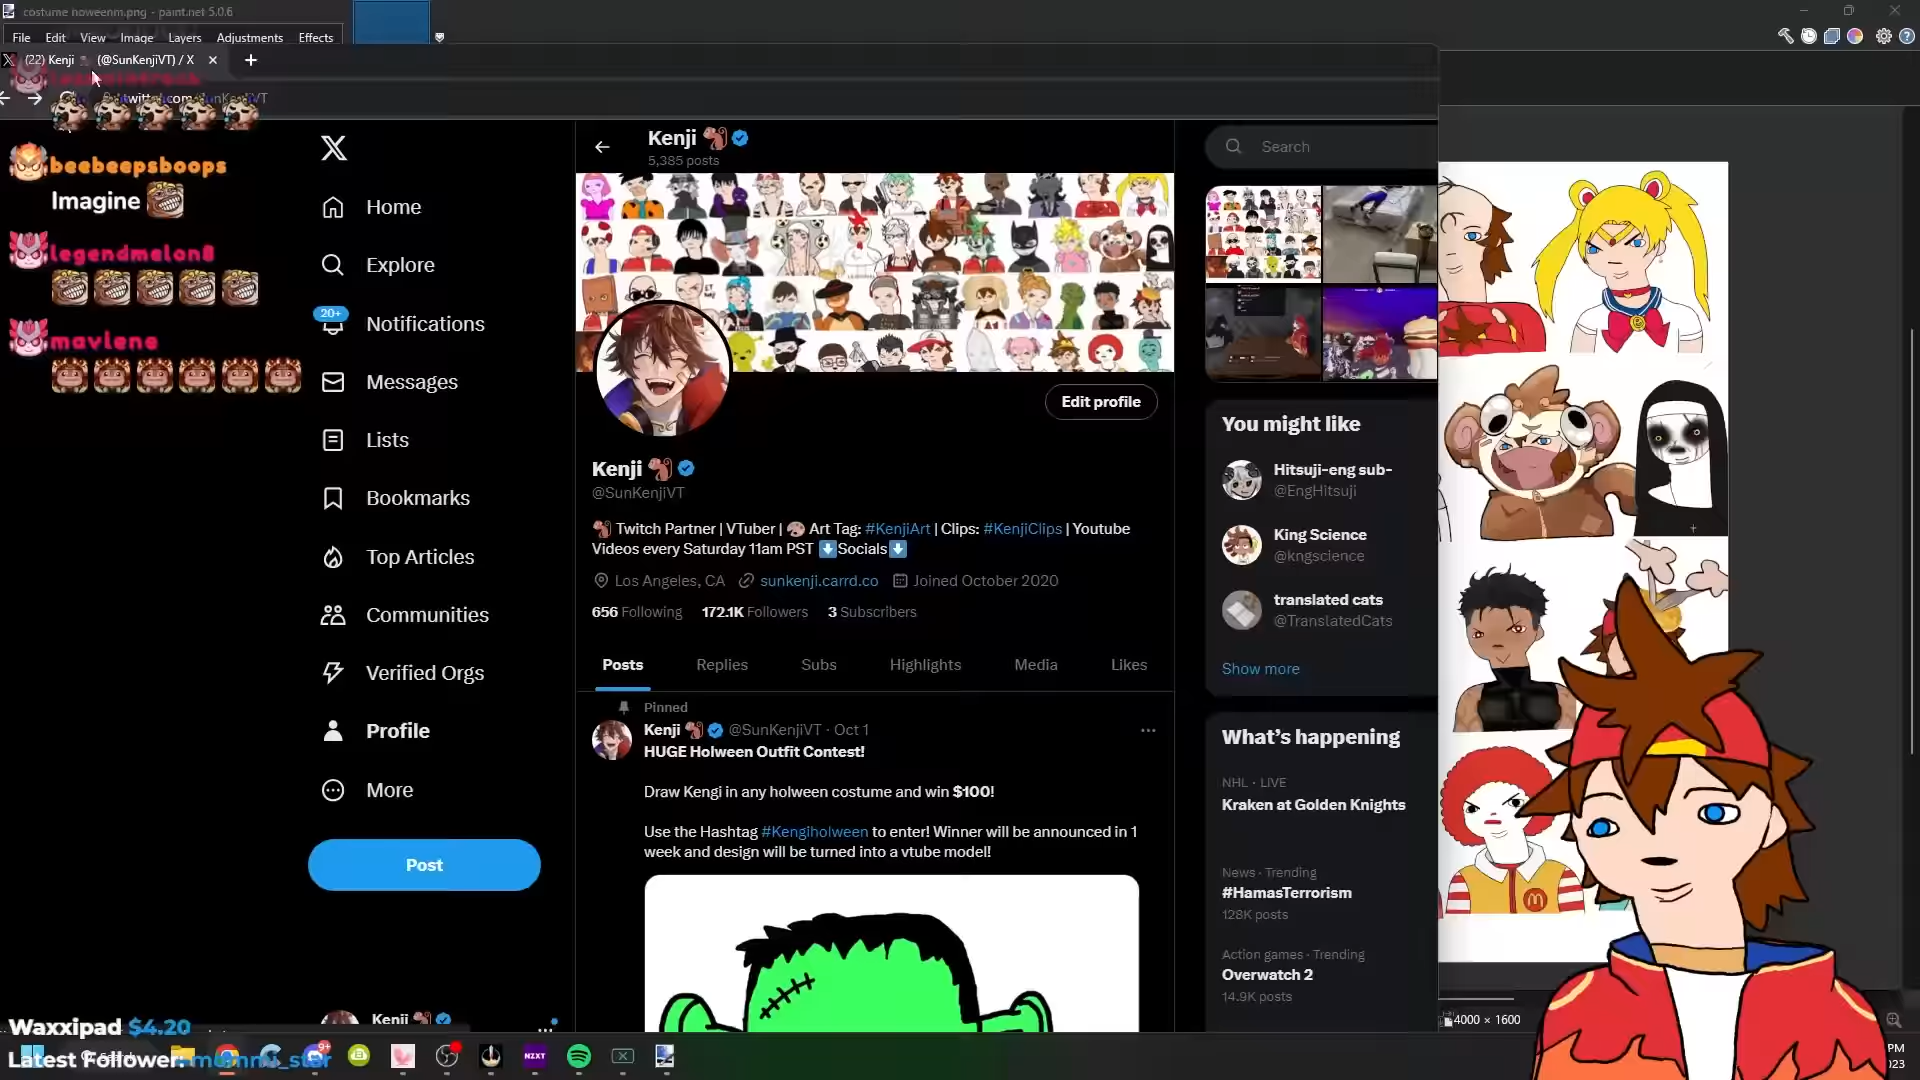 costume howeenm.png - paint.net 5.0.6
File Edit View Image Layers Adjustments Effects
(22) Kenji (@SunKenjiVT) / X
beebeepsboops
Imagine
legendmelon8
mavlene
Home
Explore
20+
Notifications
Messages
Lists
Bookmarks
Top Articles
Communities
Verified Orgs
Profile
More
Post
Kenji
Kenji
5,385 posts
Edit profile
Kenji
@SunKenjiVT
Twitch Partner | VTuber | Art Tag: #KenjiArt | Clips: #KenjiClips | Youtube
Videos every Saturday 11am PST Socials
Los Angeles, CA sunkenji.carrd.co Joined October 2020
656 Following 172.1K Followers 3 Subscribers
Posts Replies Subs Highlights Media Likes
Pinned
Kenji @SunKenjiVT · Oct 1
HUGE Holween Outfit Contest!
Draw Kengi in any holween costume and win $100!
Use the Hashtag #Kengiholween to enter! Winner will be announced in 1
week and design will be turned into a vtube model!
Search
You might like
Hitsuji-eng sub-
@EngHitsuji
King Science
@kngscience
translated cats
@TranslatedCats
Show more
What's happening
NHL · LIVE
Kraken at Golden Knights
News · Trending
#HamasTerrorism
128K posts
Action games · Trending
Overwatch 2
14.9K posts
4000 × 1600
Waxxipad $4.20
Latest Follower:
9+
NZXT
PM